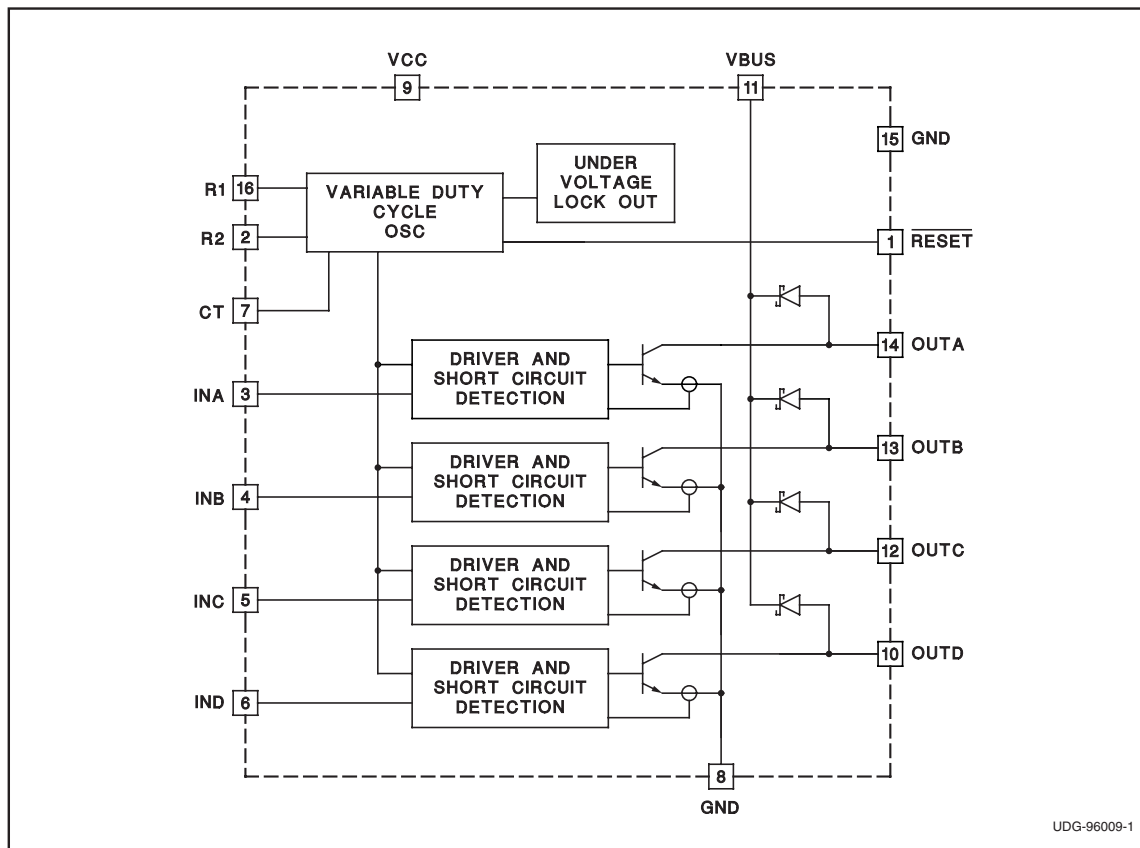 VCC
9
VBUS
11
15 GND
UNDER
VOLTAGE
LOCK OUT
R1 16
VARIABLE DUTY
CYCLE
OSC
R2 2
1 RESET
CT 7
14 OUTA
DRIVER AND
SHORT CIRCUIT
DETECTION
INA 3
13 OUTB
DRIVER AND
SHORT CIRCUIT
DETECTION
INB 4
12 OUTC
DRIVER AND
SHORT CIRCUIT
DETECTION
INC 5
10 OUTD
DRIVER AND
SHORT CIRCUIT
DETECTION
IND 6
8
GND
UDG-96009-1